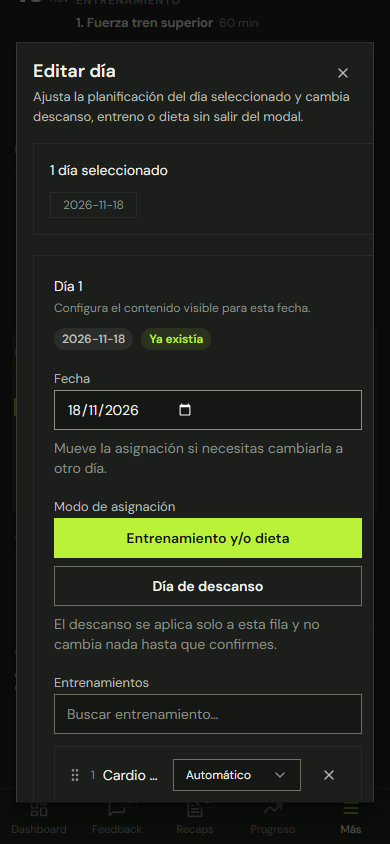 ENTRENAMIENTO
1. Fuerza tren superior 60 min
Editar día
Ajusta la planificación del día seleccionado y cambia
descanso, entreno o dieta sin salir del modal.
1 día seleccionado
2026-11-18
Día 1
Configura el contenido visible para esta fecha.
2026-11-18 Ya existía
Fecha
18/11/2026
Mueve la asignación si necesitas cambiarla a
otro día.
Modo de asignación
Entrenamiento y/o dieta
Día de descanso
El descanso se aplica solo a esta fila y no
cambia nada hasta que confirmes.
Entrenamientos
Buscar entrenamiento...
1 Cardio ... Automático
Dashboard Feedback Recaps Progreso Más